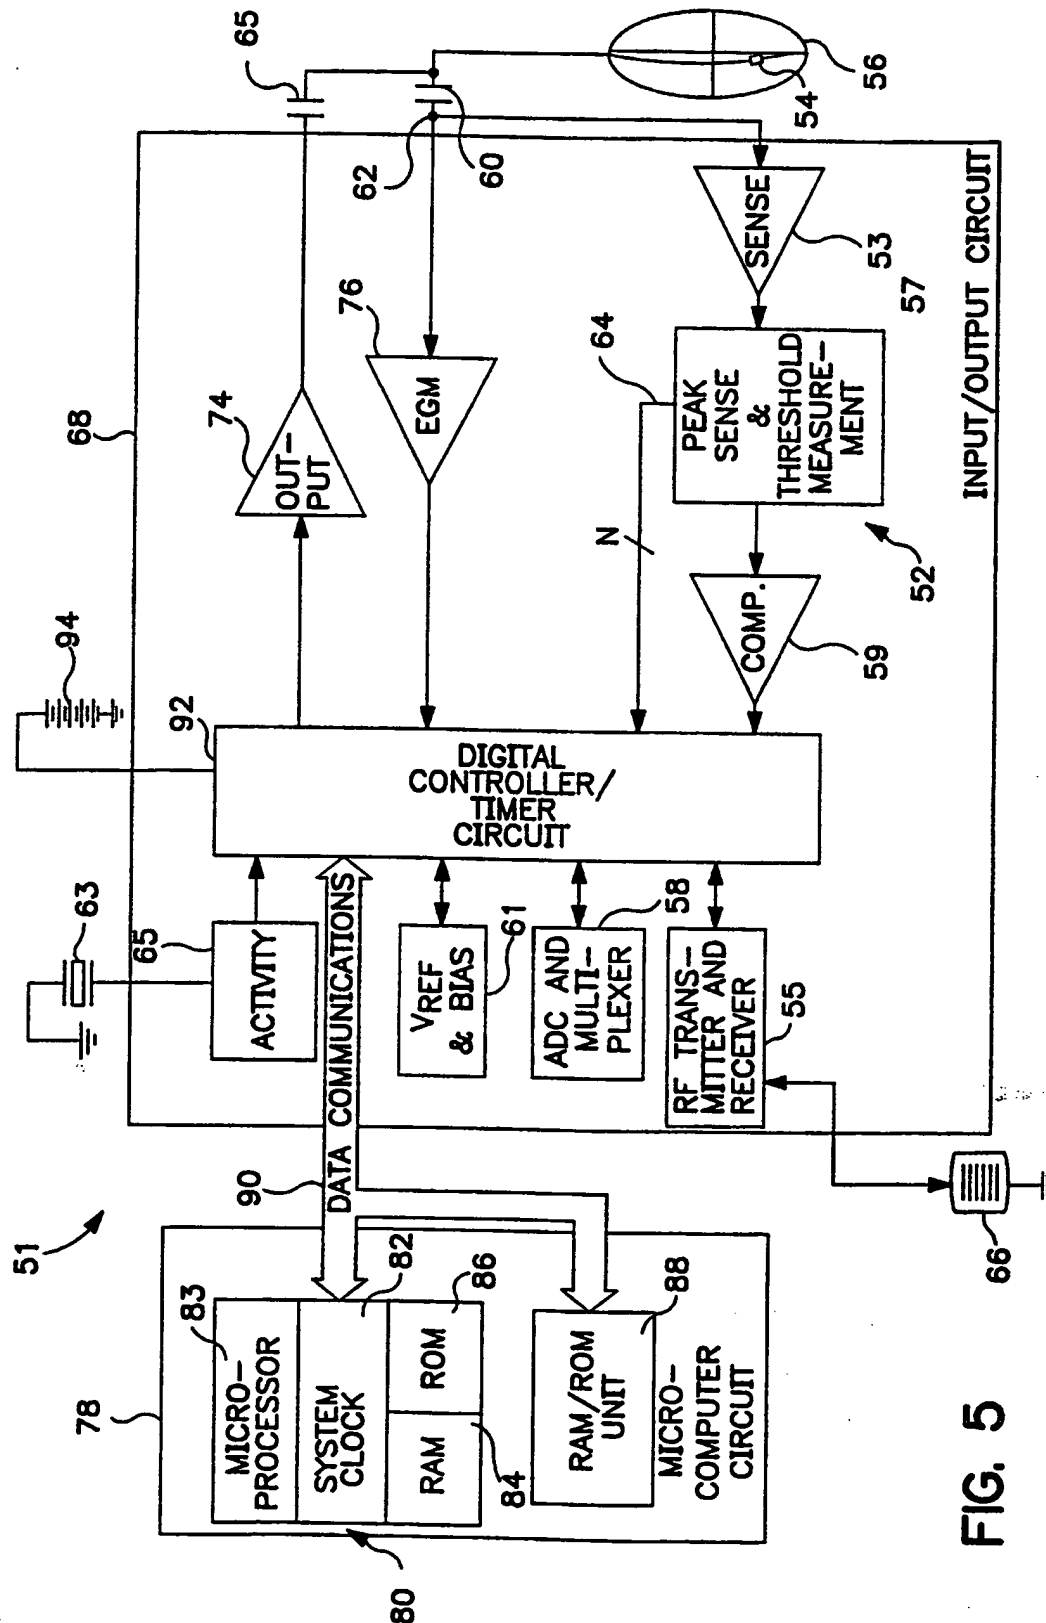 51
78
80
83
MICRO-
PROCESSOR
SYSTEM
CLOCK
82
RAM
ROM
84
86
RAM/ROM
UNIT
88
MICRO-
COMPUTER
CIRCUIT
90
DATA COMMUNICATIONS
63
65
ACTIVITY
VREF
& BIAS
61
ADC AND
MULTI-
PLEXER
58
RF TRANS-
MITTER AND
RECEIVER
55
66
94
92
DIGITAL
CONTROLLER/
TIMER
CIRCUIT
68
74
OUT-
PUT
76
EGM
N
64
COMP.
59
52
PEAK
SENSE
&
THRESHOLD
MEASURE-
MENT
57
SENSE
53
62
60
65
54
56
INPUT/OUTPUT CIRCUIT
FIG. 5